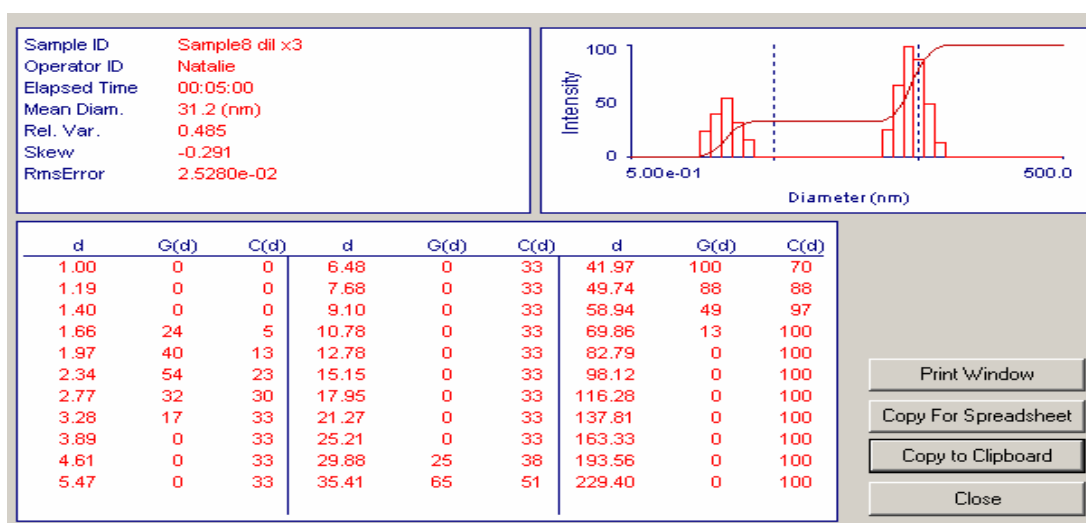 Sample ID Sample8 dil x3
Operator ID Natalie
Elapsed Time 00:05:00
Mean Diam. 31.2 (nm)
Rel. Var. 0.485
Skew -0.291
RmsError 2.5280e-02
100
50
0
Intensity
5.00e-01 500.0
Diameter (nm)
d G(d) C(d) d G(d) C(d) d G(d) C(d)
1.00 0 0 6.48 0 33 41.97 100 70
1.19 0 0 7.68 0 33 49.74 88 88
1.40 0 0 9.10 0 33 58.94 49 97
1.66 24 5 10.78 0 33 69.86 13 100
1.97 40 13 12.78 0 33 82.79 0 100
2.34 54 23 15.15 0 33 98.12 0 100
2.77 32 30 17.95 0 33 116.28 0 100
3.28 17 33 21.27 0 33 137.81 0 100
3.89 0 33 25.21 0 33 163.33 0 100
4.61 0 33 29.88 25 38 193.56 0 100
5.47 0 33 35.41 65 51 229.40 0 100
Print Window
Copy For Spreadsheet
Copy to Clipboard
Close